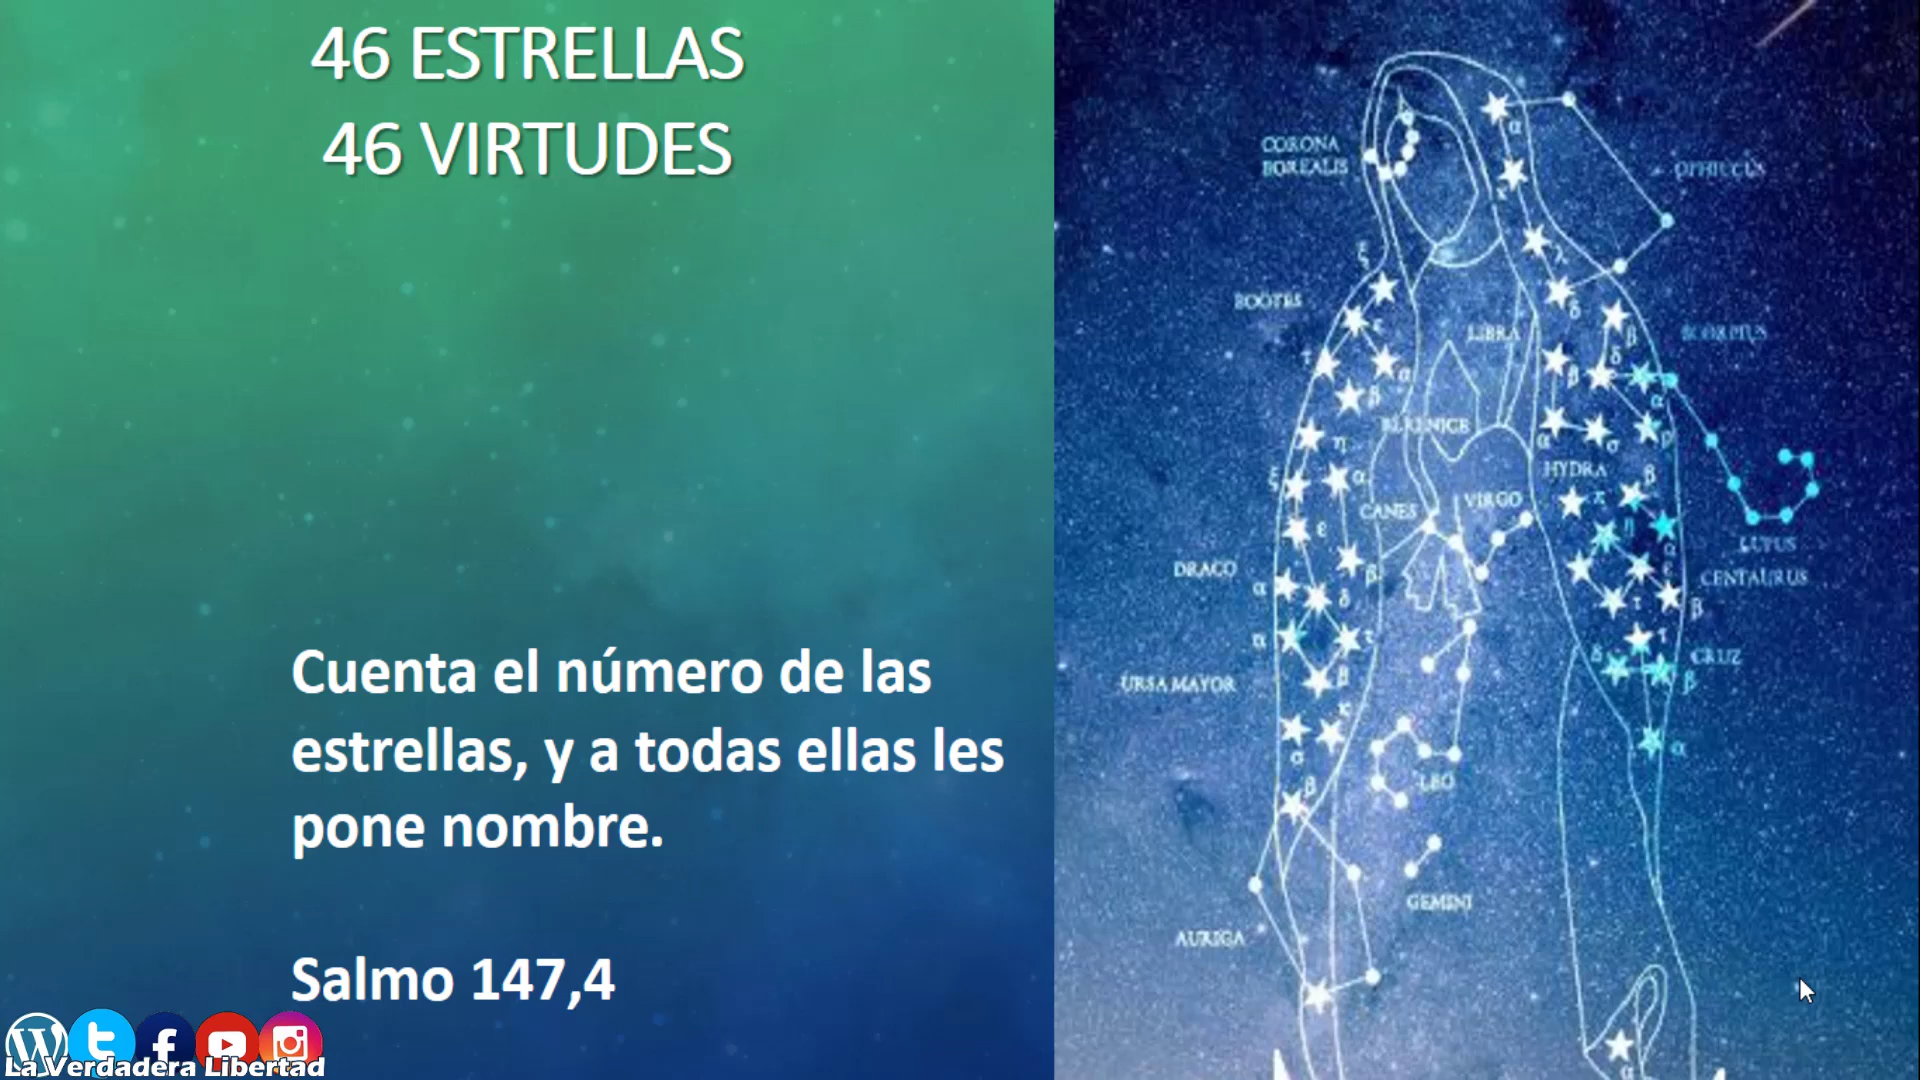 46 ESTRELLAS
46 VIRTUDES
Cuenta el número de las
estrellas, y a todas ellas les
pone nombre.
Salmo 147,4
La Verdadera Libertad
CORONA
BOREALIS
OPHIUCUS
BOOTES
LIBRA
SCORPIUS
BERENICE
HYDRA
CANES
VIRGO
LUPUS
DRACO
CENTAURUS
CRUZ
URSA MAYOR
LEO
GEMINI
AURIGA